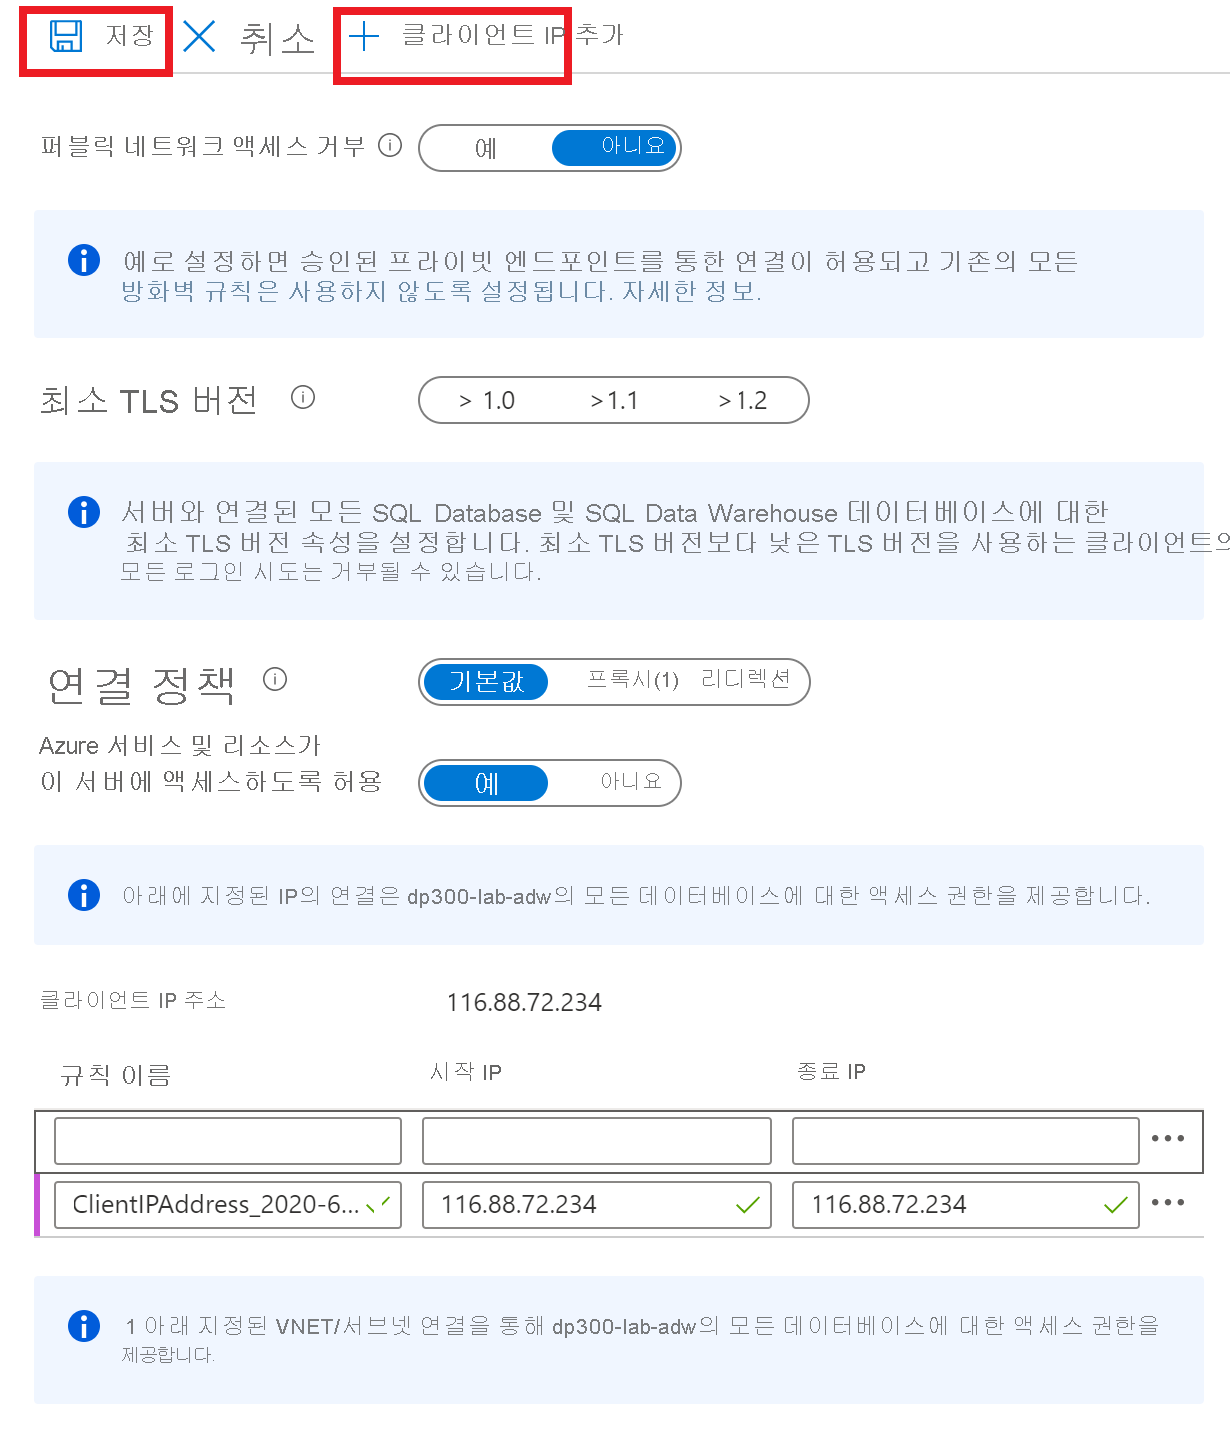 저장 취소 클라이언트 IP 추가
퍼블릭 네트워크 액세스 거부 예 아니요
예로 설정하면 승인된 프라이빗 엔드포인트를 통한 연결이 허용되고 기존의 모든
방화벽 규칙은 사용하지 않도록 설정됩니다. 자세한 정보.
최소 TLS 버전 > 1.0 >1.1 >1.2
서버와 연결된 모든 SQL Database 및 SQL Data Warehouse 데이터베이스에 대한
최소 TLS 버전 속성을 설정합니다. 최소 TLS 버전보다 낮은 TLS 버전을 사용하는 클라이언트의
모든 로그인 시도는 거부될 수 있습니다.
연결 정책 기본값 프록시(1) 리디렉션
Azure 서비스 및 리소스가
이 서버에 액세스하도록 허용 예 아니요
아래에 지정된 IP의 연결은 dp300-lab-adw의 모든 데이터베이스에 대한 액세스 권한을 제공합니다.
클라이언트 IP 주소 116.88.72.234
규칙 이름 시작 IP 종료 IP
ClientIPAddress_2020-6... 116.88.72.234 116.88.72.234
1 아래 지정된 VNET/서브넷 연결을 통해 dp300-lab-adw의 모든 데이터베이스에 대한 액세스 권한을
제공합니다.